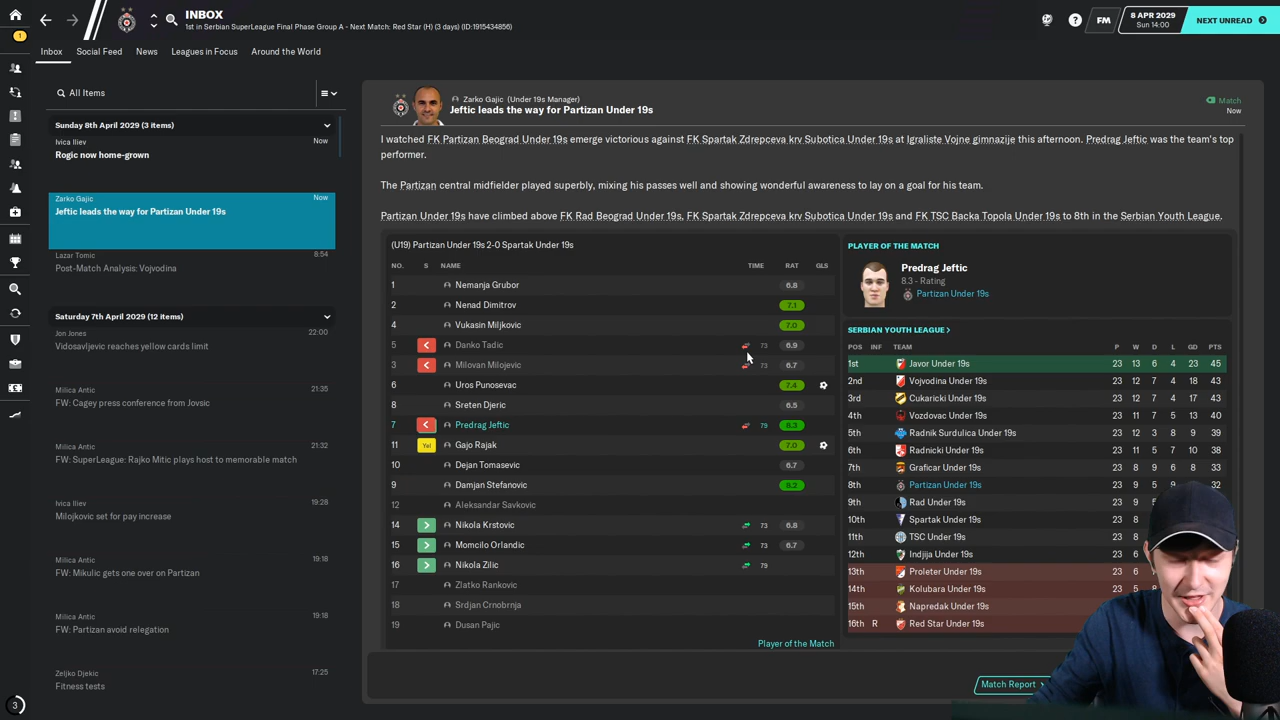 INBOX
1st in Serbian SuperLeague Final Phase Group A - Next Match: Red Star (H) (3 days) (ID:1915434856)
FM
8 APR 2029
Sun 14:00
NEXT UNREAD
1
Inbox
Social Feed
News
Leagues in Focus
Around the World
All Items
Sunday 8th April 2029 (3 items)
Ivica Iliev
Now
Rogic now home-grown
Zarko Gajic
Now
Jeftic leads the way for Partizan Under 19s
Lazar Tomic
8:54
Post-Match Analysis: Vojvodina
Saturday 7th April 2029 (12 items)
Jon Jones
22:00
Vidosavljevic reaches yellow cards limit
Milica Antic
21:35
FW: Cagey press conference from Jovsic
Milica Antic
21:32
FW: SuperLeague: Rajko Mitic plays host to memorable match
Ivica Iliev
19:28
Milojkovic set for pay increase
Milica Antic
19:18
FW: Mikulic gets one over on Partizan
Milica Antic
19:18
FW: Partizan avoid relegation
Zeljko Djekic
17:25
Fitness tests
3
Zarko Gajic (Under 19s Manager)
Jeftic leads the way for Partizan Under 19s
Match
Now
I watched FK Partizan Beograd Under 19s emerge victorious against FK Spartak Zdrepceva krv Subotica Under 19s at Igraliste Vojne gimnazije this afternoon. Predrag Jeftic was the team's top
performer.
The Partizan central midfielder played superbly, mixing his passes well and showing wonderful awareness to lay on a goal for his team.
Partizan Under 19s have climbed above FK Rad Beograd Under 19s, FK Spartak Zdrepceva krv Subotica Under 19s and FK TSC Backa Topola Under 19s to 8th in the Serbian Youth League.
(U19) Partizan Under 19s 2-0 Spartak Under 19s
NO. S NAME TIME RAT GLS
1 Nemanja Grubor 6.8
2 Nenad Dimitrov 7.1
4 Vukasin Miljkovic 7.0
5 Danko Tadic 73 6.9
3 Milovan Milojevic 73 6.7
6 Uros Punosevac 7.4
8 Sreten Djeric 6.5
7 Predrag Jeftic 79 8.3
11 Yel Gajo Rajak 7.0
10 Dejan Tomasevic 6.7
9 Damjan Stefanovic 8.2
12 Aleksandar Savkovic
14 Nikola Krstovic 73 6.8
15 Momcilo Orlandic 73 6.7
16 Nikola Zilic 79
17 Zlatko Rankovic
18 Srdjan Crnobrnja
19 Dusan Pajic
Player of the Match
PLAYER OF THE MATCH
Predrag Jeftic
8.3 - Rating
Partizan Under 19s
SERBIAN YOUTH LEAGUE >
POS INF TEAM P W D L GD PTS
1st Javor Under 19s 23 13 6 4 23 45
2nd Vojvodina Under 19s 23 12 7 4 18 43
3rd Cukaricki Under 19s 23 12 7 4 17 43
4th Vozdovac Under 19s 23 11 7 5 13 40
5th Radnik Surdulica Under 19s 23 12 3 8 9 39
6th Radnicki Under 19s 23 11 5 7 10 38
7th Graficar Under 19s 23 8 9 6 8 33
8th Partizan Under 19s 23 9 5 9 32
9th Rad Under 19s 23 9
10th Spartak Under 19s 23 8
11th TSC Under 19s 23
12th Indjija Under 19s 23 6
13th Proleter Under 19s 23 6
14th Kolubara Under 19s 23 5
15th Napredak Under 19s 23
16th R Red Star Under 19s 23
Match Report